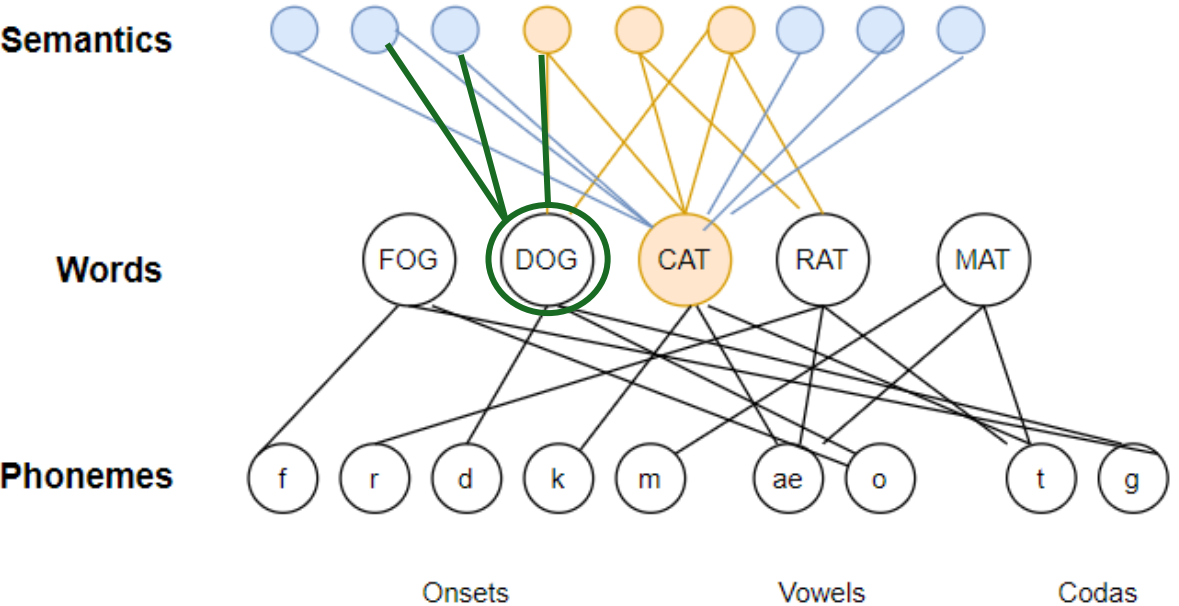 Semantics
Words
FOG
DOG
CAT
RAT
MAT
Phonemes
f
r
d
k
m
ae
o
t
g
Onsets
Vowels
Codas